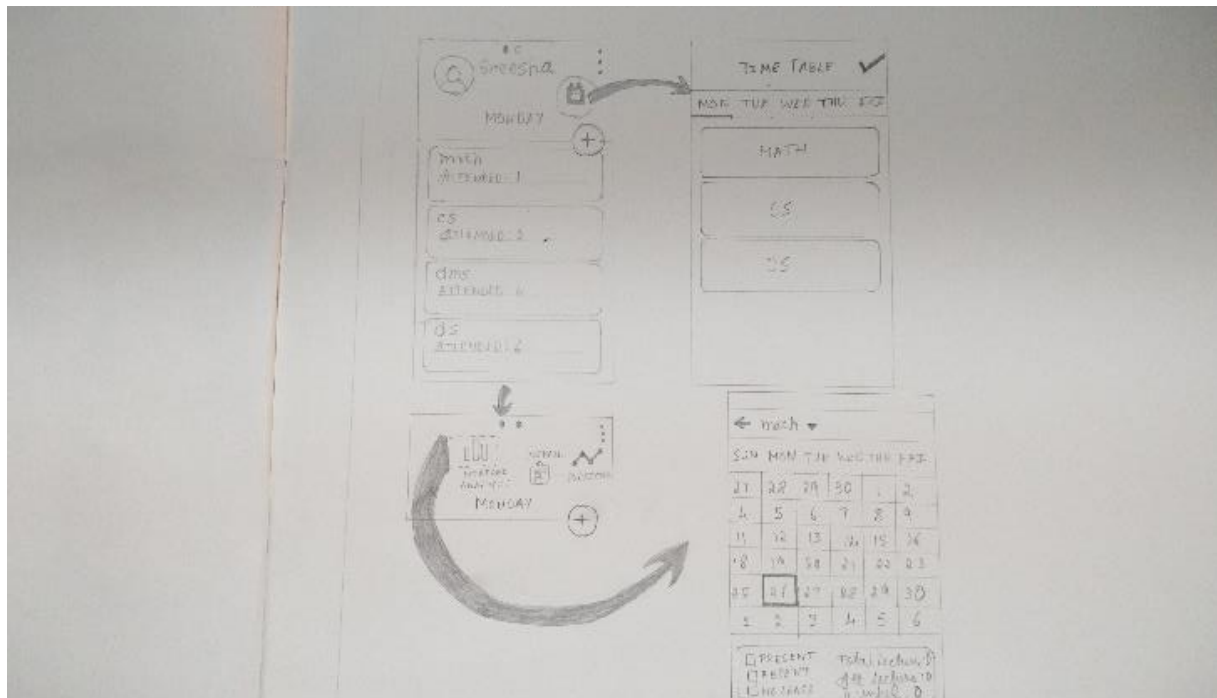 Sreesha
MONDAY
math
ATTENDED 1
cs
ATTENDED 2
dms
ATTENDED 6
ds
ATTENDED 6
TIME TABLE
MON TUE WED THU FRI
MATH
CS
DS
MONDAY
math
SUN MON TUE WED THU FRI
27 28 29 30 1 2
4 5 6 7 8 9
11 12 13 14 15 16
18 19 20 21 22 23
25 26 27 28 29 30
1 2 3 4 5 6
PRESENT
ABSENT